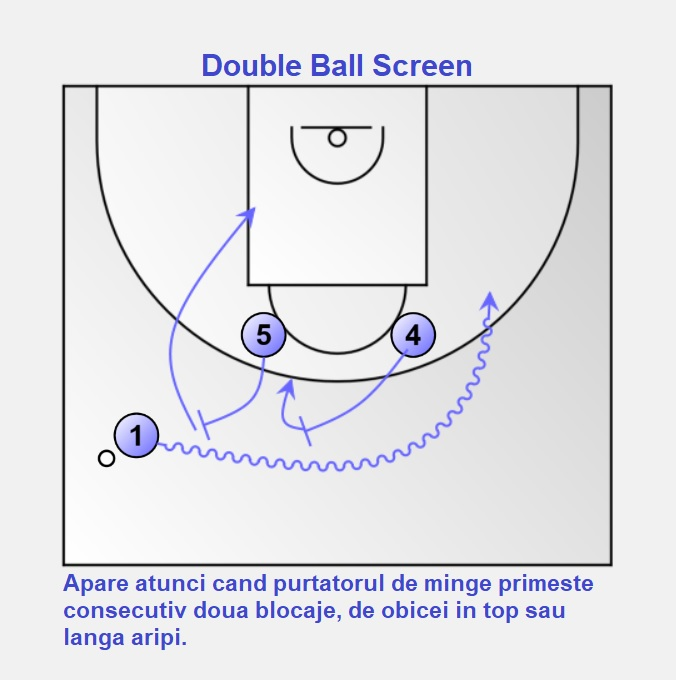 Double Ball Screen
5
4
1
Apare atunci cand purtatorul de minge primeste
consecutiv doua blocaje, de obicei in top sau
langa aripi.